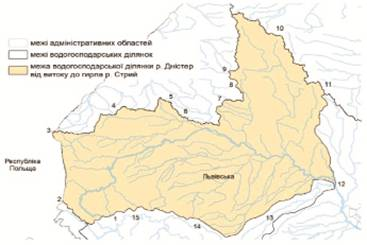 межі адміністративних областей
межі водогосподарських ділянок
межа водогосподарської ділянки р. Дністер
від витоку до гирла р. Стрий
10
9
8
11
7
5
6
4
3
Республіка
Польща
Львівська
12
2
1
15
14
13